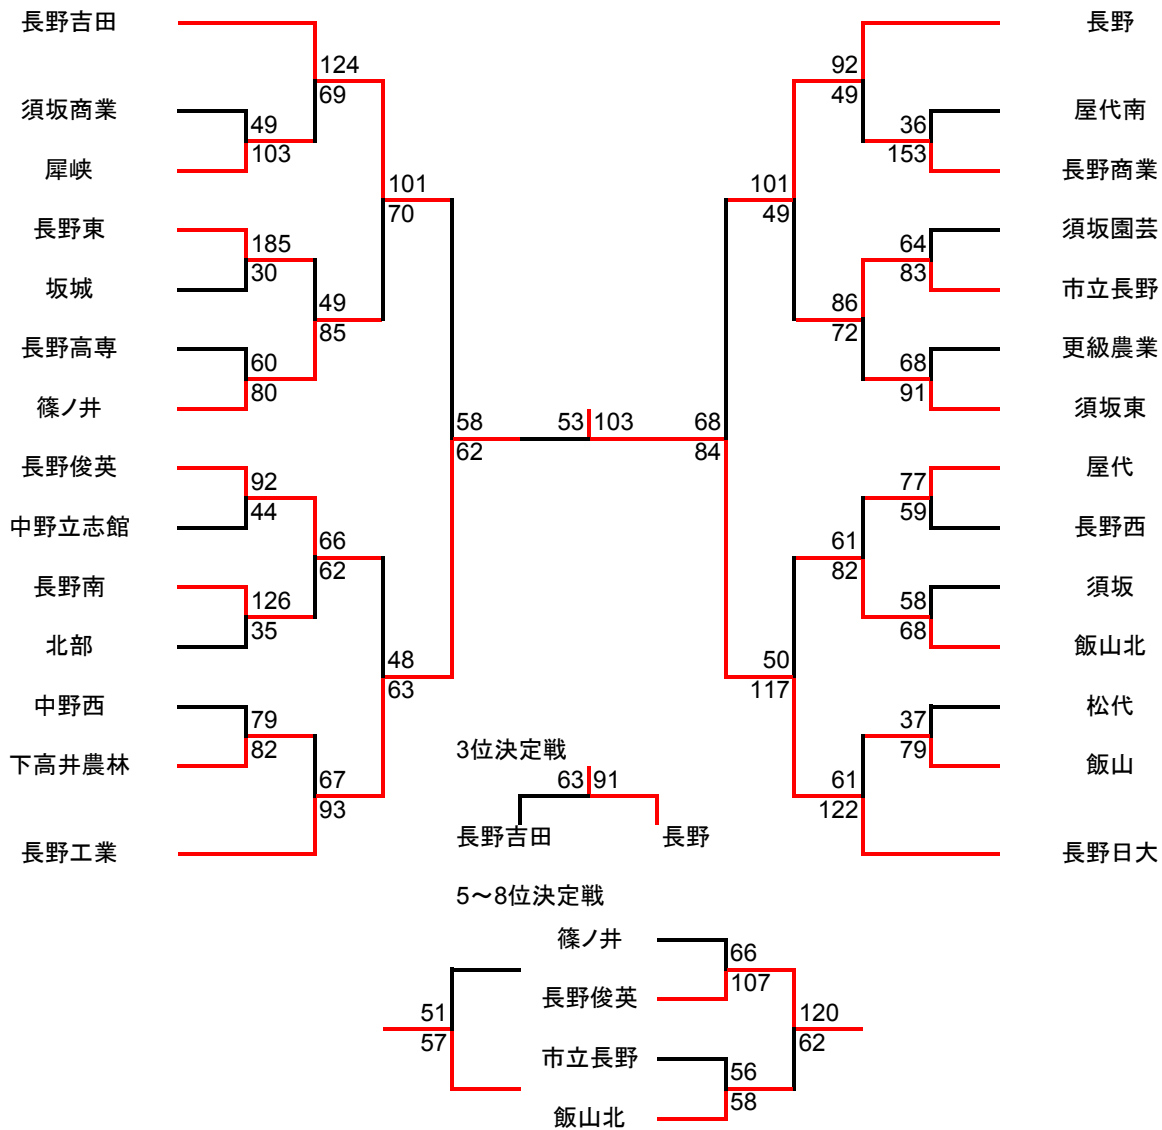 長野吉田
須坂商業
犀峡
長野東
坂城
長野高専
篠ノ井
長野俊英
中野立志館
長野南
北部
中野西
下高井農林
長野工業
49
103
185
30
60
80
92
44
126
35
79
82
124
69
49
85
66
62
67
93
101
70
48
63
58
62
53 103
68
84
101
49
50
117
92
49
86
72
61
82
61
122
36
153
64
83
68
91
77
59
58
68
37
79
長野
屋代南
長野商業
須坂園芸
市立長野
更級農業
須坂東
屋代
長野西
須坂
飯山北
松代
飯山
長野日大
3位決定戦
63 91
長野吉田 長野
5～8位決定戦
篠ノ井
長野俊英
市立長野
飯山北
51
57
66
107
56
58
120
62